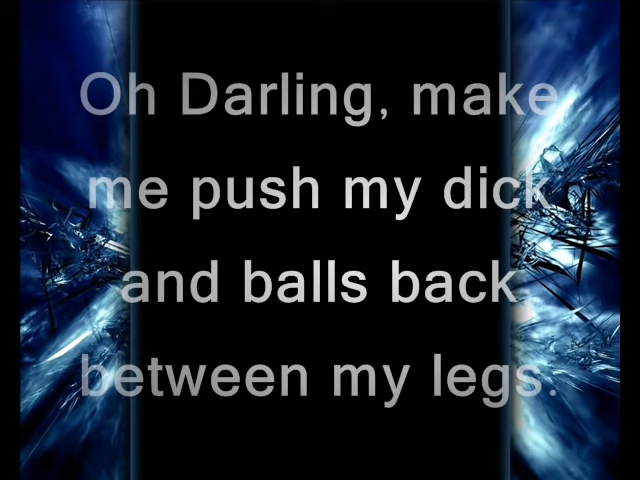 Oh Darling, make
me push my dick
and balls back
between my legs.